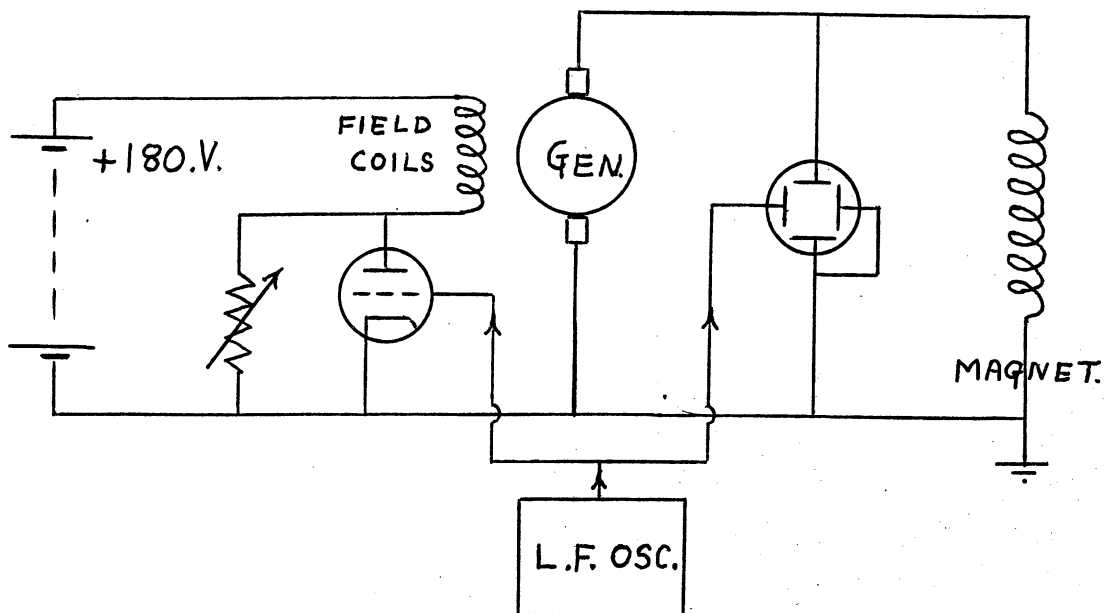 FIELD
COILS
+180.V.
GEN.
MAGNET.
L.F. OSC.